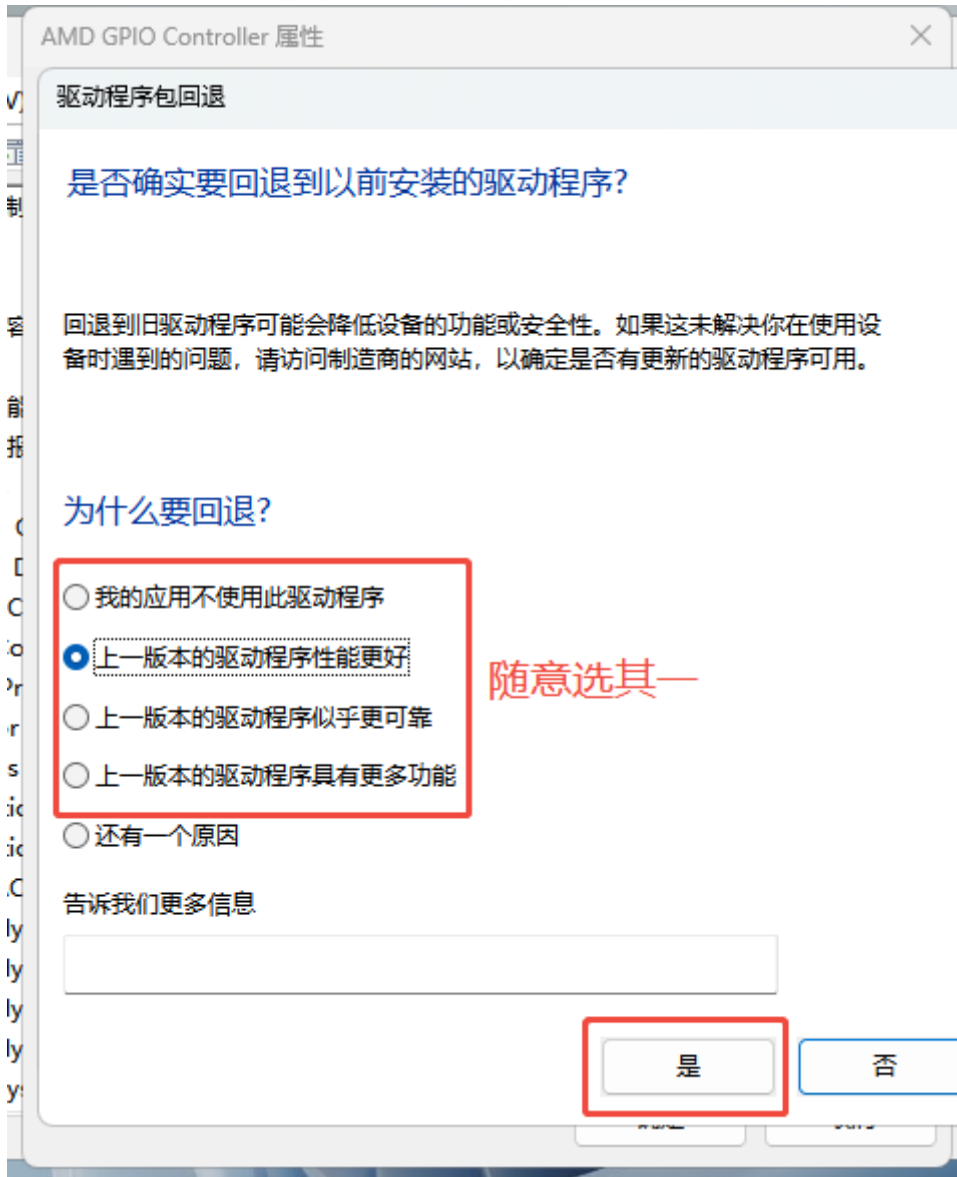 AMD GPIO Controller 属性
驱动程序包回退
是否确实要回退到以前安装的驱动程序?
回退到旧驱动程序可能会降低设备的功能或安全性。如果这未解决你在使用设
备时遇到的问题，请访问制造商的网站，以确定是否有更新的驱动程序可用。
为什么要回退?
我的应用不使用此驱动程序
上一版本的驱动程序性能更好
随意选其一
上一版本的驱动程序似乎更可靠
上一版本的驱动程序具有更多功能
还有一个原因
告诉我们更多信息
是
否